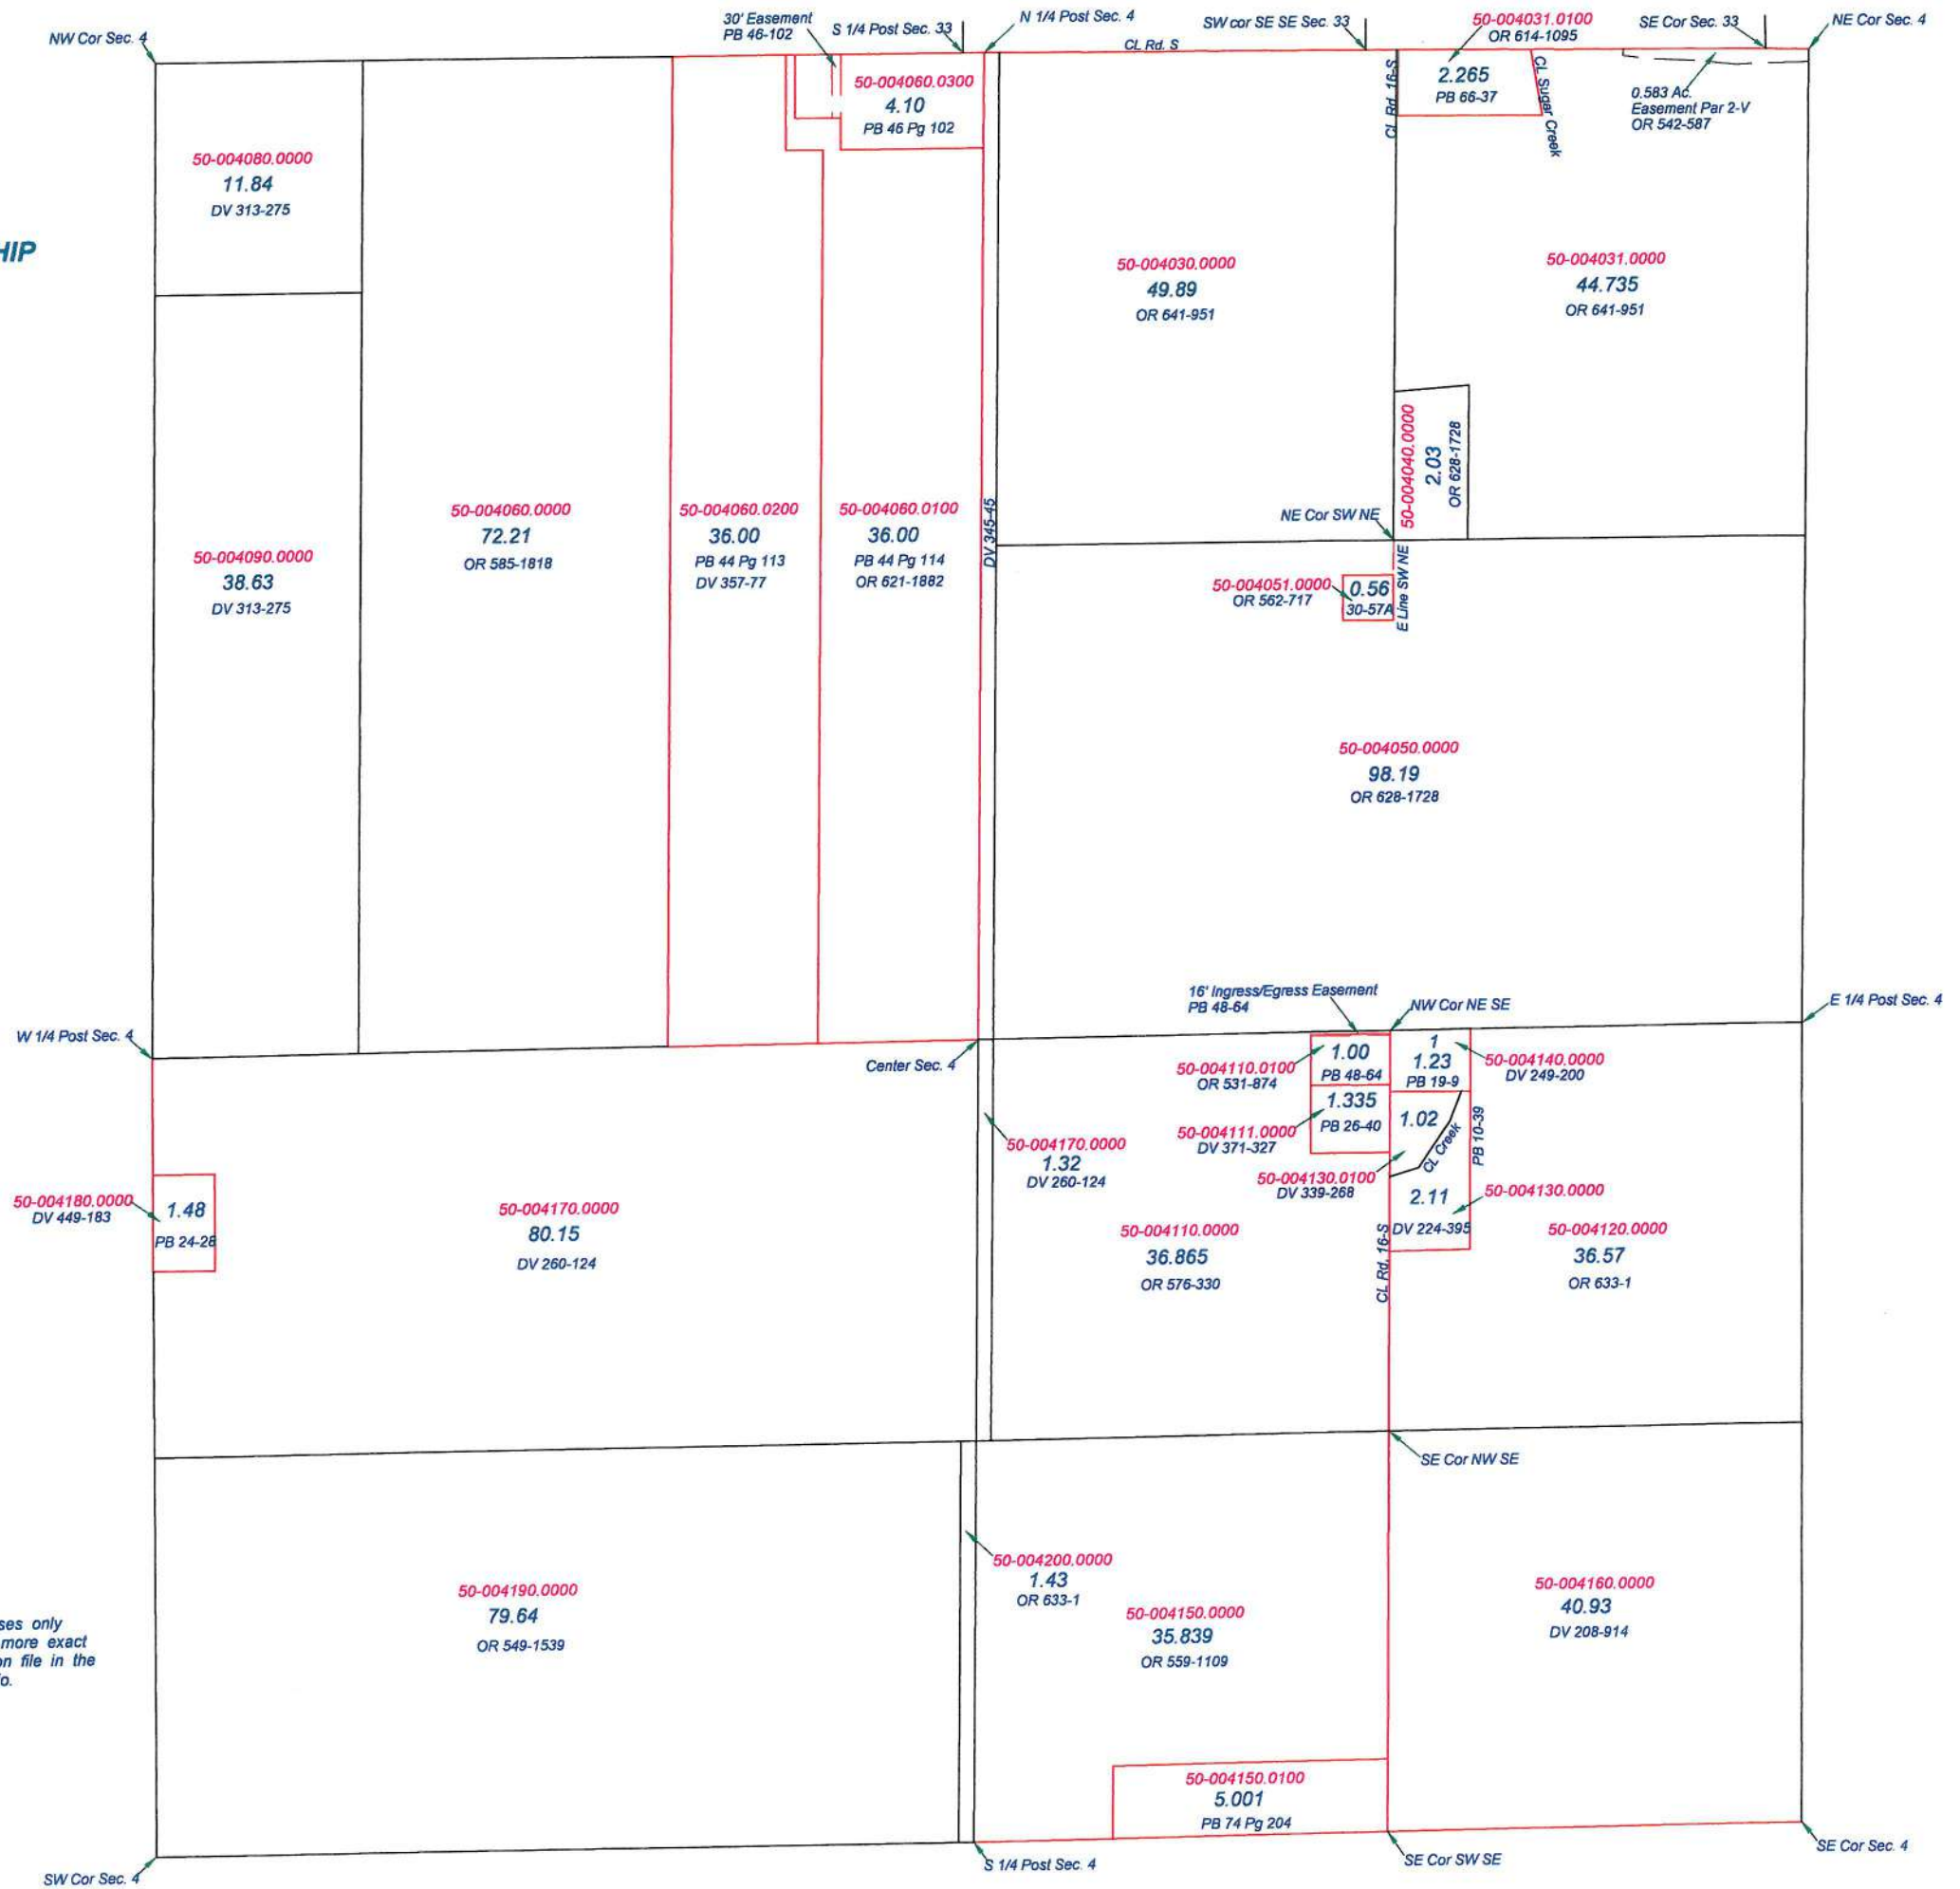 NW Cor Sec. 4
30' Easement
PB 46-102
S 1/4 Post Sec. 33
N 1/4 Post Sec. 4
CL Rd. S
SW cor SE SE Sec. 33
50-004031.0100
OR 614-1095
SE Cor Sec. 33
NE Cor Sec. 4
50-004080.0000
11.84
DV 313-275
50-004060.0300
4.10
PB 46 Pg 102
CL Rd. 16-S
2.265
PB 66-37
CL Sugar Creek
0.583 Ac.
Easement Par 2-V
OR 542-587
HIP
50-004030.0000
49.89
OR 641-951
50-004031.0000
44.735
OR 641-951
50-004040.0000
2.03
OR 628-1728
50-004090.0000
38.63
DV 313-275
50-004060.0000
72.21
OR 585-1818
50-004060.0200
36.00
PB 44 Pg 113
DV 357-77
50-004060.0100
36.00
PB 44 Pg 114
OR 621-1882
DV 345-45
NE Cor SW NE
50-004051.0000
OR 562-717
0.56
30-57A
E Line SW NE
50-004050.0000
98.19
OR 628-1728
W 1/4 Post Sec. 4
Center Sec. 4
16' Ingress/Egress Easement
PB 48-64
NW Cor NE SE
E 1/4 Post Sec. 4
50-004110.0100
OR 531-874
1.00
PB 48-64
1
1.23
PB 19-9
50-004140.0000
DV 249-200
50-004111.0000
DV 371-327
1.335
PB 26-40
1.02
CL Creek
PB 10-39
50-004170.0000
1.32
DV 260-124
50-004130.0100
DV 339-268
2.11
DV 224-395
50-004130.0000
50-004180.0000
DV 449-183
1.48
PB 24-28
50-004170.0000
80.15
DV 260-124
50-004110.0000
36.865
OR 576-330
CL Rd. 16-S
50-004120.0000
36.57
OR 633-1
SE Cor NW SE
50-004200.0000
1.43
OR 633-1
50-004190.0000
79.64
OR 549-1539
50-004150.0000
35.839
OR 559-1109
50-004160.0000
40.93
DV 208-914
ses only
more exact
on file in the
o.
50-004150.0100
5.001
PB 74 Pg 204
SW Cor Sec. 4
S 1/4 Post Sec. 4
SE Cor SW SE
SE Cor Sec. 4